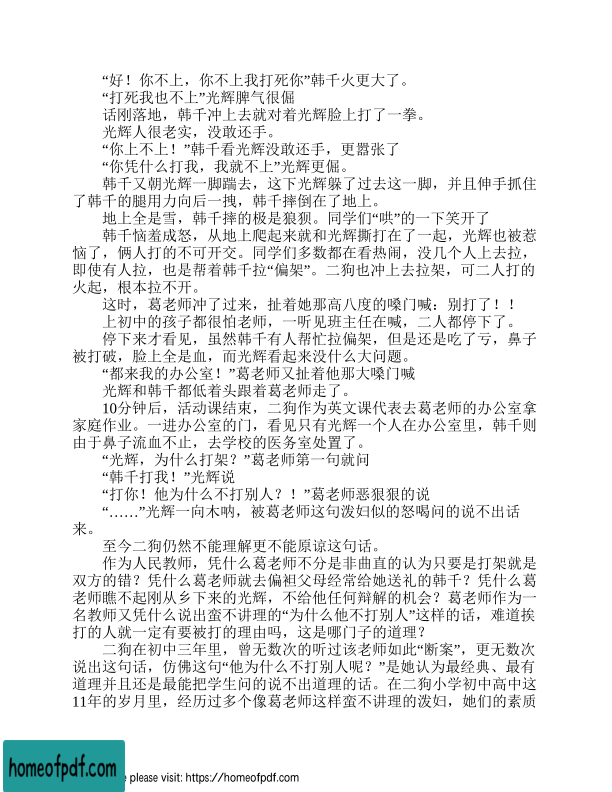 “好！你不上，你不上我打死你”韩千火更大了。
“打死我也不上”光辉脾气很倔
话刚落地，韩千冲上去就对着光辉脸上打了一拳。
光辉人很老实，没敢还手。
“你上不上！”韩千看光辉没敢还手，更嚣张了
“你凭什么打我，我就不上”光辉更倔。
韩千又朝光辉一脚踹去，这下光辉躲了过去这一脚，并且伸手抓住
了韩千的腿用力向后一拽，韩千摔倒在了地上。
地上全是雪，韩千摔的极是狼狈。同学们“哄”的一下笑开了
韩千恼羞成怒，从地上爬起来就和光辉撕打在了一起，光辉也被惹
恼了，俩人打的不可开交。同学们多数都在看热闹，没几个人上去拉，
即使有人拉，也是帮着韩千拉“偏架”。二狗也冲上去拉架，可二人打的
火起，根本拉不开。
这时，葛老师冲了过来，扯着她那高八度的嗓门喊：别打了！！
上初中的孩子都很怕老师，一听见班主任在喊，二人都停下了。
停下来才看见，虽然韩千有人帮忙拉偏架，但是还是吃了亏，鼻子
被打破，脸上全是血，而光辉看起来没什么大问题。
“都来我的办公室！”葛老师又扯着他那大嗓门喊
光辉和韩千都低着头跟着葛老师走了。
10分钟后，活动课结束，二狗作为英文课代表去葛老师的办公室拿
家庭作业。一进办公室的门，看见只有光辉一个人在办公室里，韩千则
由于鼻子流血不止，去学校的医务室处置了。
“光辉，为什么打架？”葛老师第一句就问
“韩千打我！”光辉说
“打你！他为什么不打别人？！”葛老师恶狠狠的说
“……”光辉一向木呐，被葛老师这句泼妇似的怒喝问的说不出话
来。
至今二狗仍然不能理解更不能原谅这句话。
作为人民教师，凭什么葛老师不分是非曲直的认为只要是打架就是
双方的错？凭什么葛老师就去偏袒父母经常给她送礼的韩千？凭什么葛
老师瞧不起刚从乡下来的光辉，不给他任何辩解的机会？葛老师作为一
名教师又凭什么说出蛮不讲理的“为什么他不打别人”这样的话，难道挨
打的人就一定有要被打的理由吗，这是哪门子的道理？
二狗在初中三年里，曾无数次的听过该老师如此“断案”，更无数次
说出这句话，仿佛这句“他为什么不打别人呢？”是她认为最经典、最有
道理并且还是最能把学生问的说不出道理的话。在二狗小学初中高中这
11年的岁月里，经历过多个像葛老师这样蛮不讲理的泼妇，她们的素质
homeofpdf.com
e please visit: https://homeofpdf.com